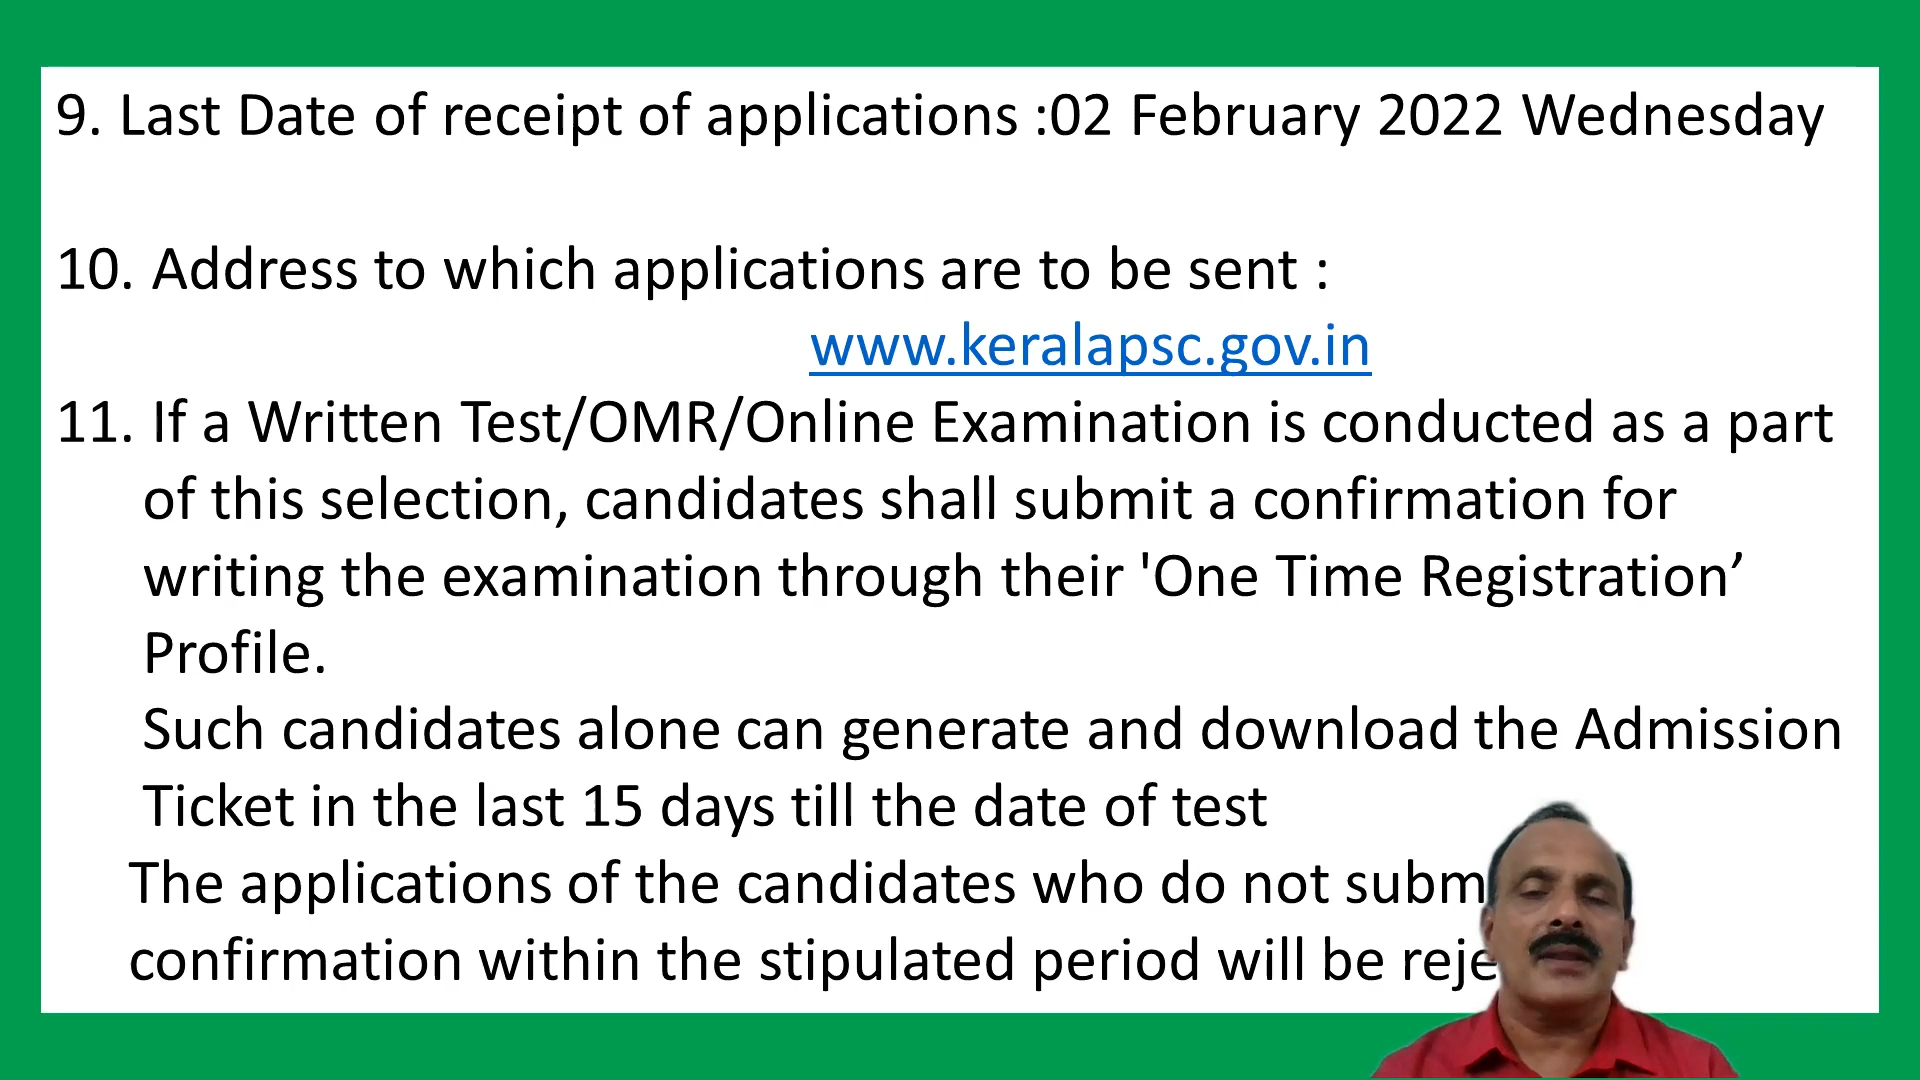 9. Last Date of receipt of applications :02 February 2022 Wednesday
10. Address to which applications are to be sent :
www.keralapsc.gov.in
11. If a Written Test/OMR/Online Examination is conducted as a part
of this selection, candidates shall submit a confirmation for
writing the examination through their 'One Time Registration’
Profile.
Such candidates alone can generate and download the Admission
Ticket in the last 15 days till the date of test
The applications of the candidates who do not
confirmation within the stipulated period will be